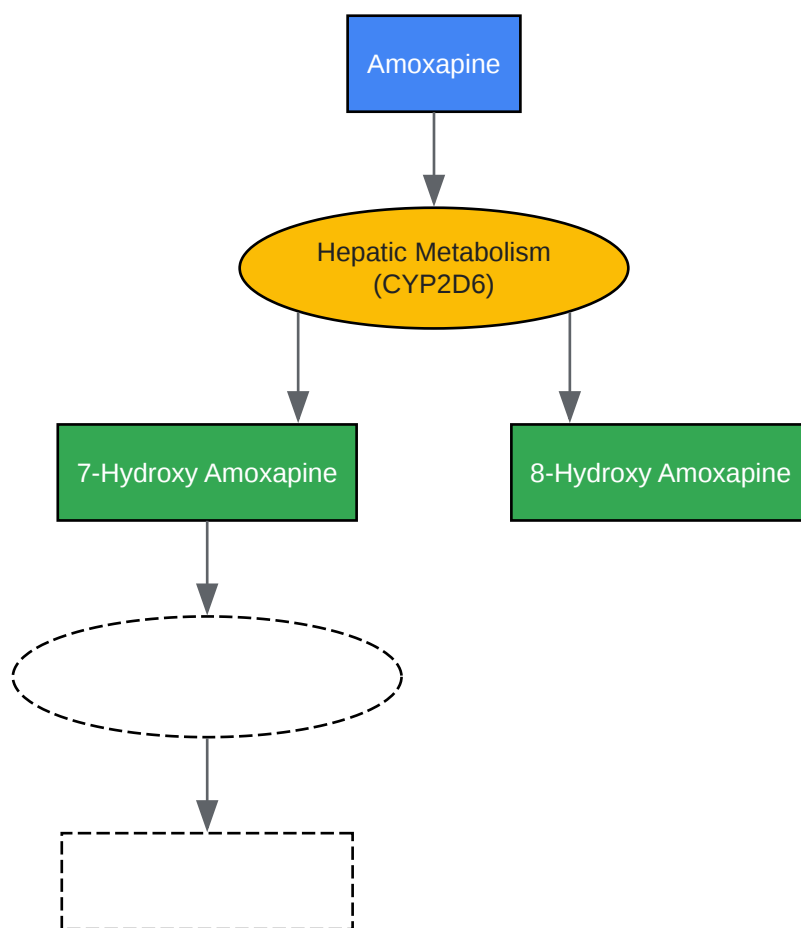 Amoxapine
Hepatic Metabolism
(CYP2D6)
7-Hydroxy Amoxapine
8-Hydroxy Amoxapine